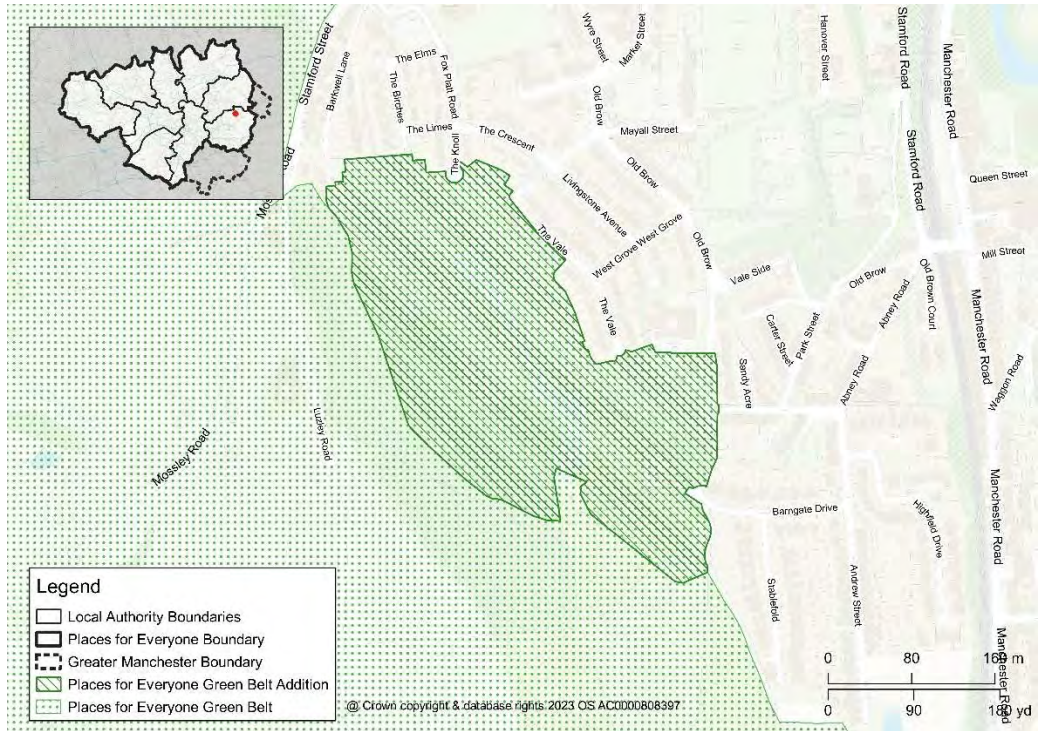 Stamford Street
Barkwell Lane
The Elms
The Birches
Fox Platt Road
The Limes
The Knoll
The Crescent
Wyre Street
Market Street
Old Brow
Mayall Street
Old Brow
Hanover Street
Stamford Road
Manchester Road
Stamford Road
Queen Street
Livingstone Avenue
The Vale
West Grove West Grove
Old Brow
Vale Side
Old Brow
Mill Street
Old Brown Court
Abney Road
The Vale
Carter Street
Park Street
Manchester Road
Waggon Road
Sandy Acre
Abney Road
Luzley Road
Mossley Road
Barngate Drive
Highfield Drive
Manchester Road
Stablefold
Andrew Street
Manchester Road
Legend
Local Authority Boundaries
Places for Everyone Boundary
Greater Manchester Boundary
Places for Everyone Green Belt Addition
Places for Everyone Green Belt
@ Crown copyright & database rights 2023 OS AC0000808397
0 80 160 m
0 90 180 yd